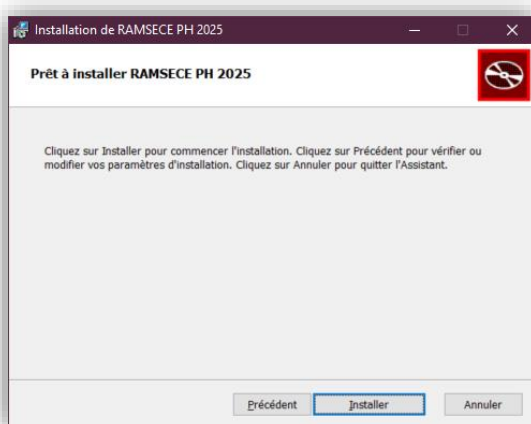 Installation de RAMSECE PH 2025
Prêt à installer RAMSECE PH 2025
Cliquez sur Installer pour commencer l'installation. Cliquez sur Précédent pour vérifier ou
modifier vos paramètres d'installation. Cliquez sur Annuler pour quitter l'Assistant.
Précédent Installer Annuler